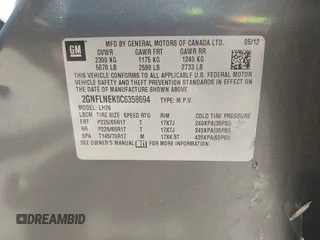 GM
MFD BY GENERAL MOTORS OF CANADA LTD. 05/12
GVWR GAWR FRT GAWR RR
2300 KG 1175 KG 1240 KG
5070 LB 2590 LB 2733 LB
THIS VEHICLE CONFORMS TO ALL APPLICABLE U.S.
FEDERAL MOTOR VEHICLE SAFETY, BUMPER, AND THEFT
PREVENTION STANDARDS IN EFFECT ON THE DATE OF
MANUFACTURE SHOWN ABOVE.
2GNFLNEK0C6358694 TYPE: M.P.V.
MODEL: LH26
TIRE SIZE SPEED RTG RIM COLD TIRE PRESSURE
FRT P225/65R17 T 17X7J 240KPA(35PSI)
RR P225/65R17 T 17X7J 240KPA(35PSI)
SPA T145/70R17 M 17X4.5T 420KPA(60PSI)
SEE OWNER'S MANUAL FOR MORE INFORMATION.
DREAMBID